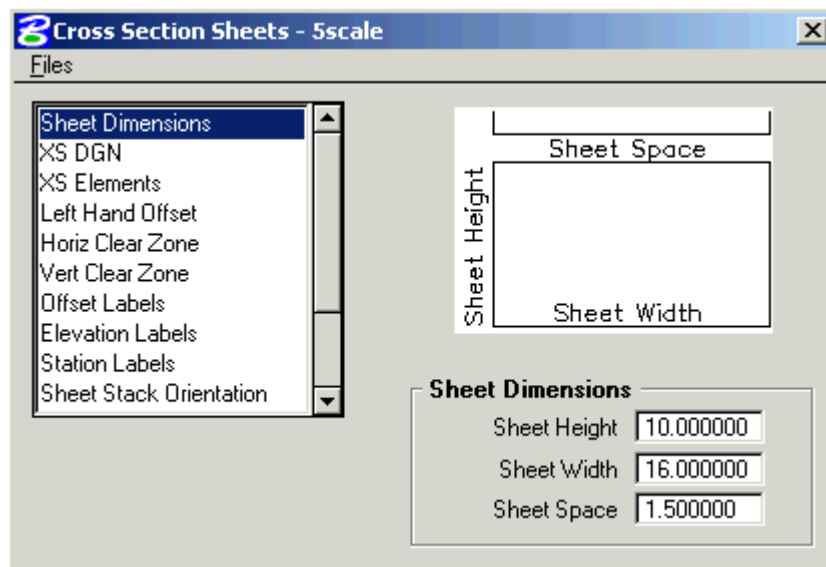 Cross Section Sheets - 5scale
Files
Sheet Dimensions
XS DGN
XS Elements
Left Hand Offset
Horiz Clear Zone
Vert Clear Zone
Offset Labels
Elevation Labels
Station Labels
Sheet Stack Orientation
Sheet Space
Sheet Height
Sheet Width
Sheet Dimensions
Sheet Height 10.000000
Sheet Width 16.000000
Sheet Space 1.500000